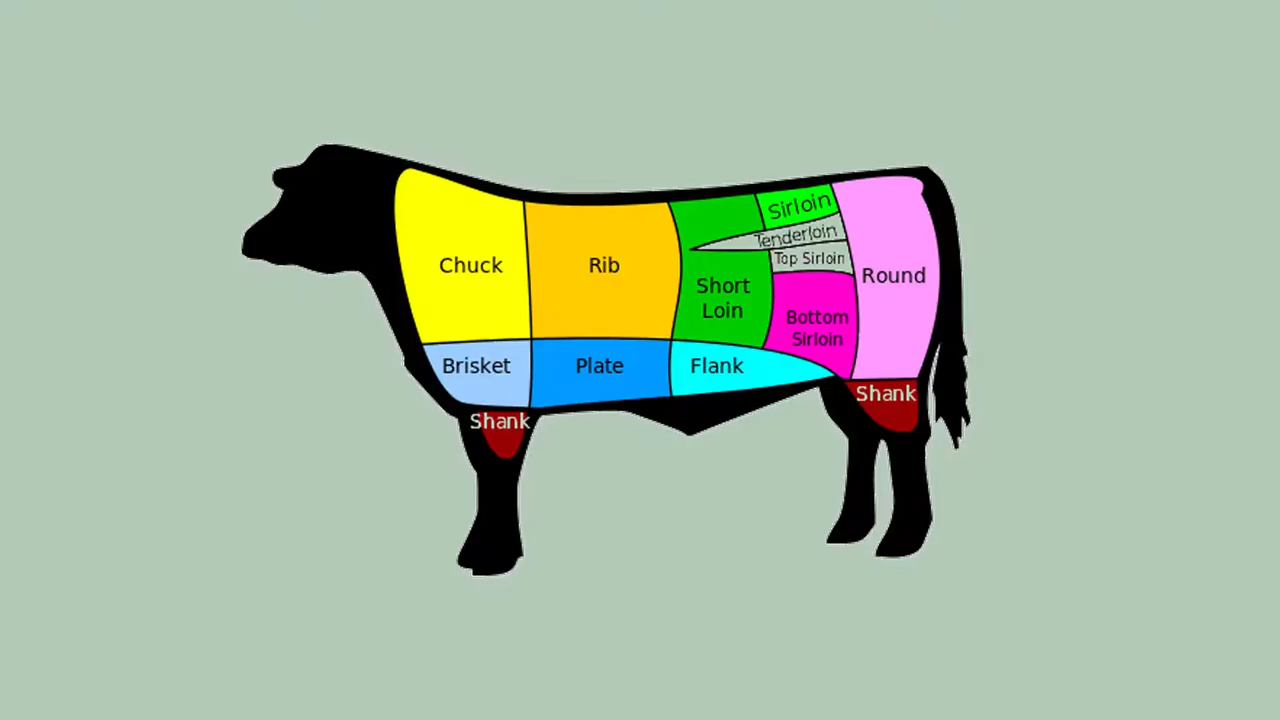 Chuck
Rib
Short
Loin
Sirloin
Tenderloin
Top Sirloin
Bottom
Sirloin
Round
Brisket
Plate
Flank
Shank
Shank